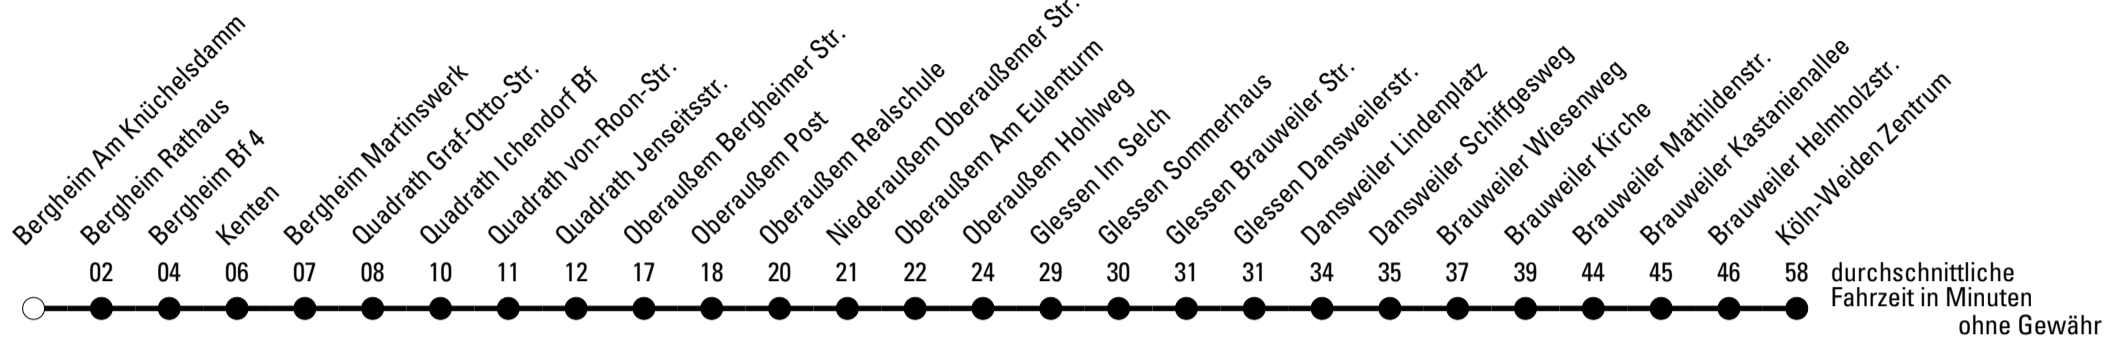 Bergheim Am Knüchelsdamm
Bergheim Rathaus
Bergheim Bf 4
Kenten
Bergheim Martinswerk
Quadrath Graf-Otto-Str.
Quadrath Ichendorf Bf
Quadrath von-Roon-Str.
Quadrath Jenseitsstr.
Oberaußem Bergheimer Str.
Oberaußem Post
Oberaußem Realschule
Niederaußem Oberaußemer Str.
Oberaußem Am Eulenturm
Oberaußem Hohlweg
Glessen Im Selch
Glessen Sommerhaus
Glessen Brauweiler Str.
Glessen Dansweilerstr.
Dansweiler Lindenplatz
Dansweiler Schiffgesweg
Brauweiler Wiesenweg
Brauweiler Kirche
Brauweiler Mathildenstr.
Brauweiler Kastanienallee
Brauweiler Helmholzstr.
Köln-Weiden Zentrum
02 04 06 07 08 10 11 12 17 18 20 21 22 24 29 30 31 31 34 35 37 39 44 45 46 58 durchschnittliche
Fahrzeit in Minuten
ohne Gewähr